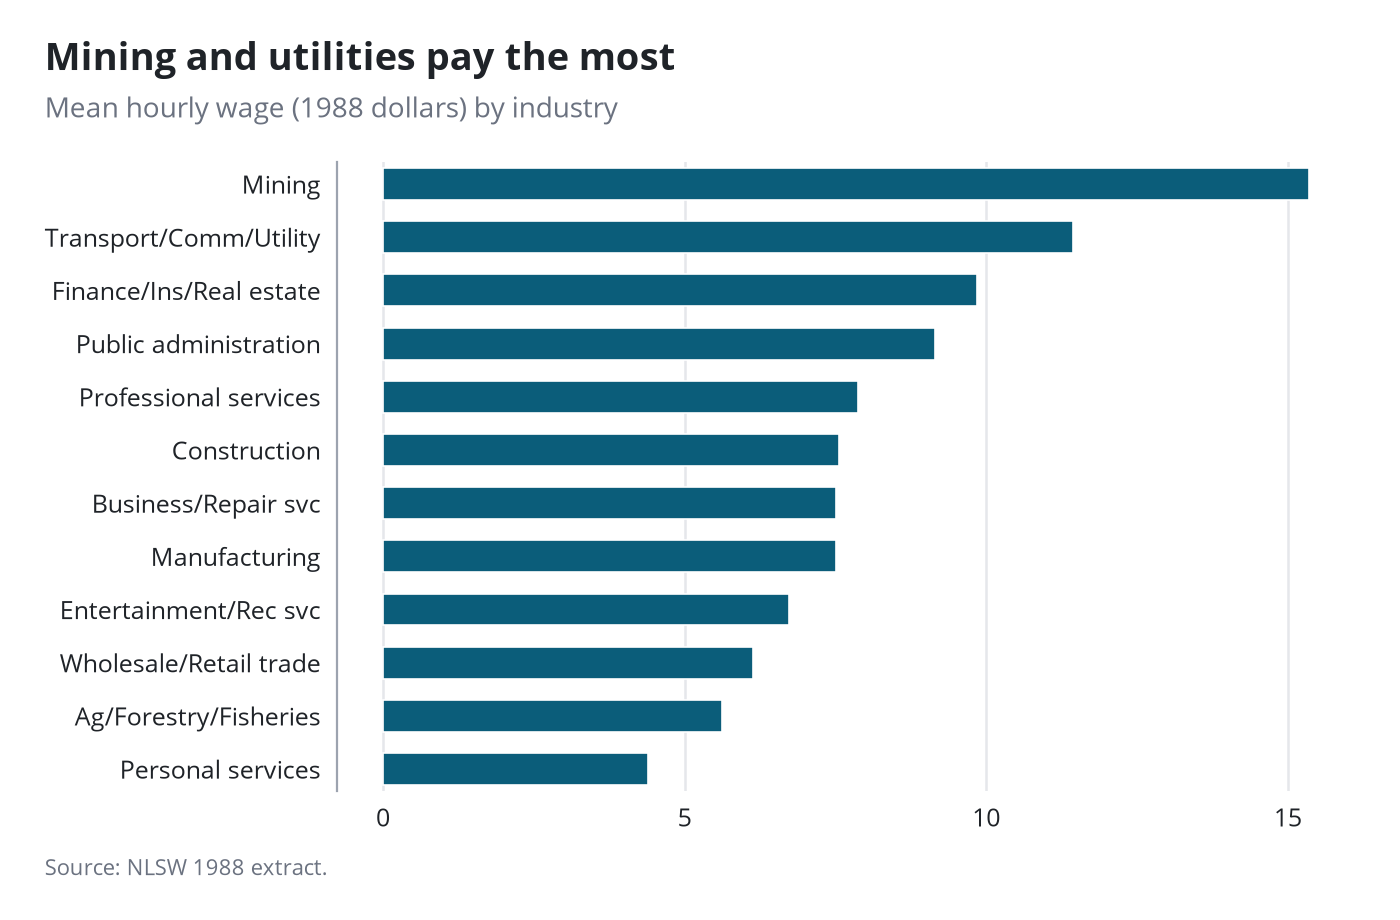 Mining and utilities pay the most
Mean hourly wage (1988 dollars) by industry
Mining
Transport/Comm/Utility
Finance/Ins/Real estate
Public administration
Professional services
Construction
Business/Repair svc
Manufacturing
Entertainment/Rec svc
Wholesale/Retail trade
Ag/Forestry/Fisheries
Personal services
0 5 10 15
Source: NLSW 1988 extract.